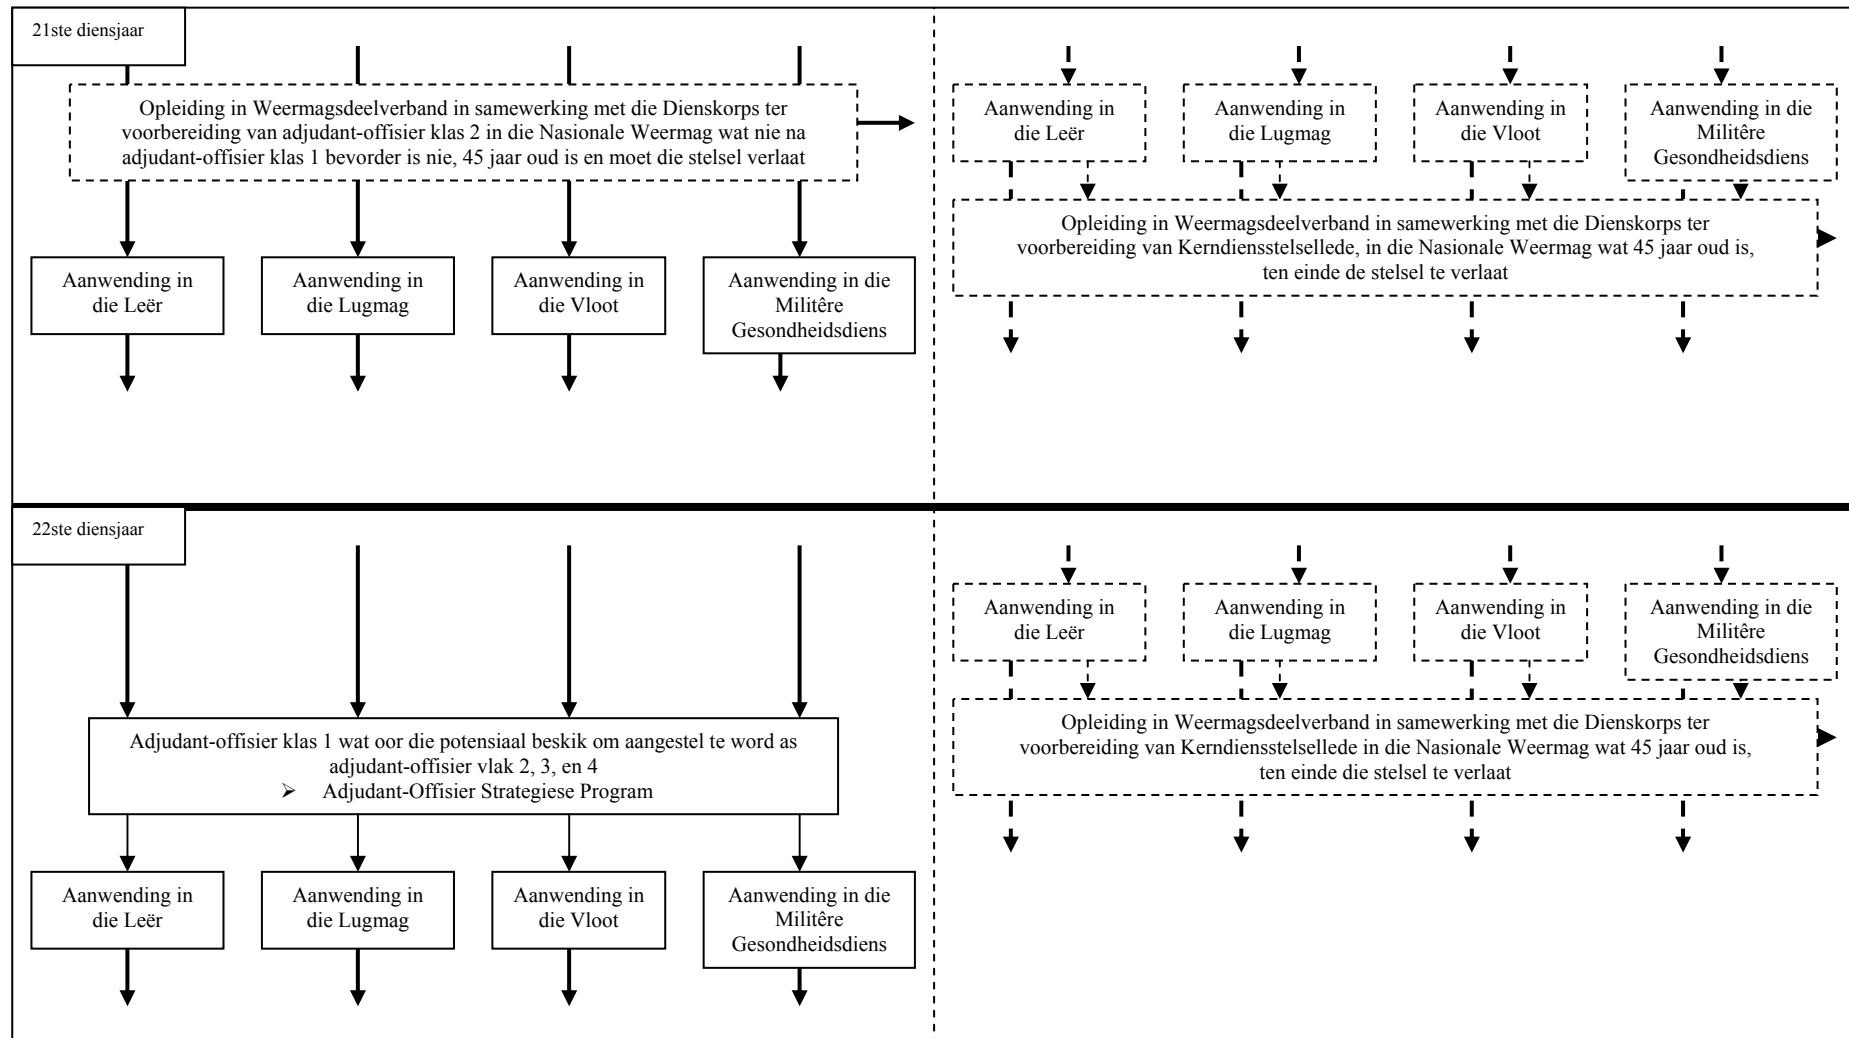 21ste diensjaar
Opleiding in Weermagsdeelverband in samewerking met die Dienskorps ter
voorbereiding van adjudant-offisier klas 2 in die Nasionale Weermag wat nie na
adjudant-offisier klas 1 bevorder is nie, 45 jaar oud is en moet die stelsel verlaat
Aanwending in
die Leër
Aanwending in
die Lugmag
Aanwending in
die Vloot
Aanwending in die
Militêre
Gesondheidsdiens
Aanwending in
die Leër
Aanwending in
die Lugmag
Aanwending in
die Vloot
Aanwending in die
Militêre
Gesondheidsdiens
Opleiding in Weermagsdeelverband in samewerking met die Dienskorps ter
voorbereiding van Kerndiensstelsellede, in die Nasionale Weermag wat 45 jaar oud is,
ten einde de stelsel te verlaat
22ste diensjaar
Adjudant-offisier klas 1 wat oor die potensiaal beskik om aangestel te word as
adjudant-offisier vlak 2, 3, en 4
➢ Adjudant-Offisier Strategiese Program
Aanwending in
die Leër
Aanwending in
die Lugmag
Aanwending in
die Vloot
Aanwending in die
Militêre
Gesondheidsdiens
Aanwending in
die Leër
Aanwending in
die Lugmag
Aanwending in
die Vloot
Aanwending in die
Militêre
Gesondheidsdiens
Opleiding in Weermagsdeelverband in samewerking met die Dienskorps ter
voorbereiding van Kerndiensstelsellede in die Nasionale Weermag wat 45 jaar oud is,
ten einde die stelsel te verlaat